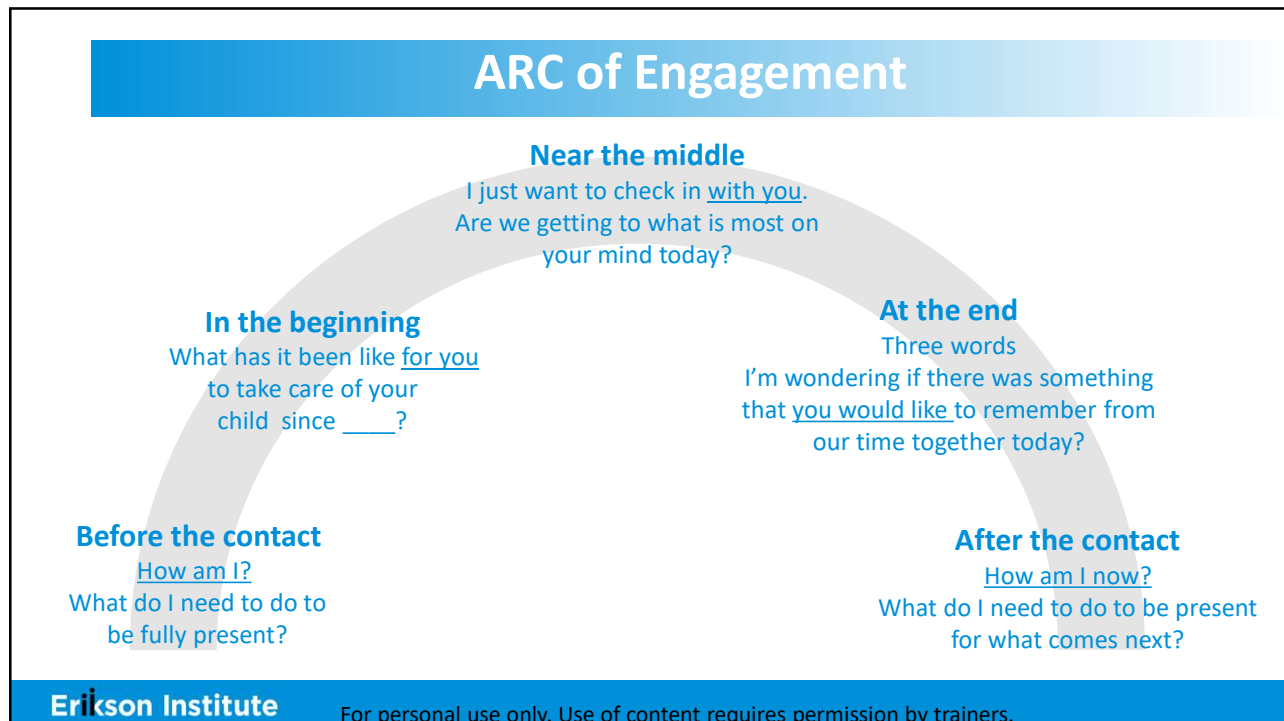 ARC of Engagement
Near the middle
I just want to check in with you.
Are we getting to what is most on
your mind today?
In the beginning
What has it been like for you
to take care of your
child since ____?
At the end
Three words
I'm wondering if there was something
that you would like to remember from
our time together today?
Before the contact
How am I?
What do I need to do to
be fully present?
After the contact
How am I now?
What do I need to do to be present
for what comes next?
Erikson Institute
For personal use only. Use of content requires permission by trainers.